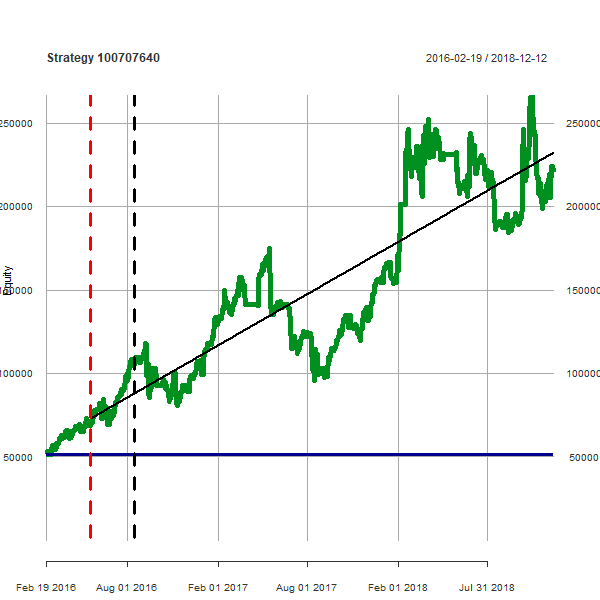 Strategy 100707640
2016-02-19 / 2018-12-12
250000
250000
200000
200000
Equity
150000
150000
100000
100000
50000
50000
Feb 19 2016
Aug 01 2016
Feb 01 2017
Aug 01 2017
Feb 01 2018
Jul 31 2018